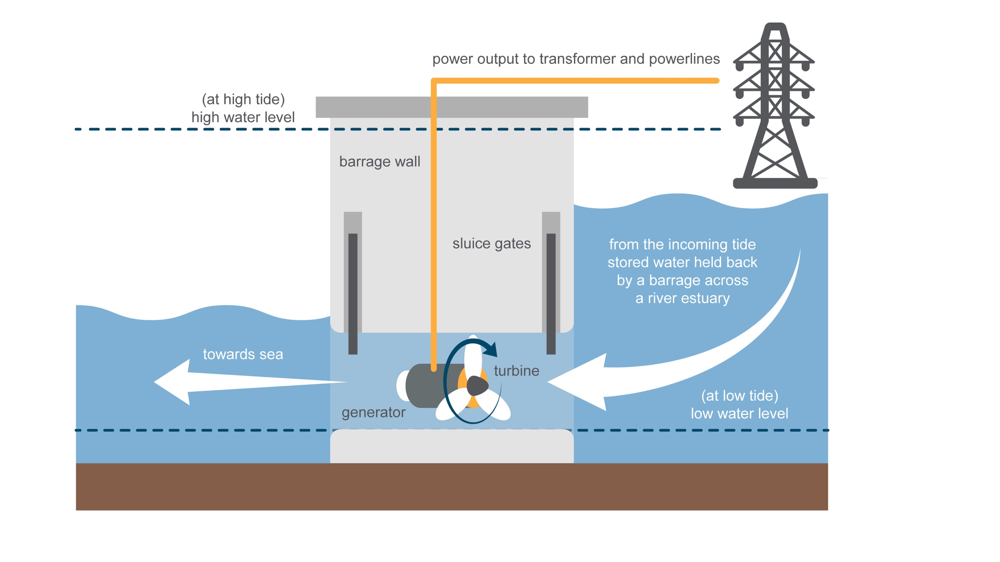 power output to transformer and powerlines
(at high tide)
high water level
barrage wall
sluice gates
from the incoming tide
stored water held back
by a barrage across
a river estuary
towards sea
turbine
generator
(at low tide)
low water level